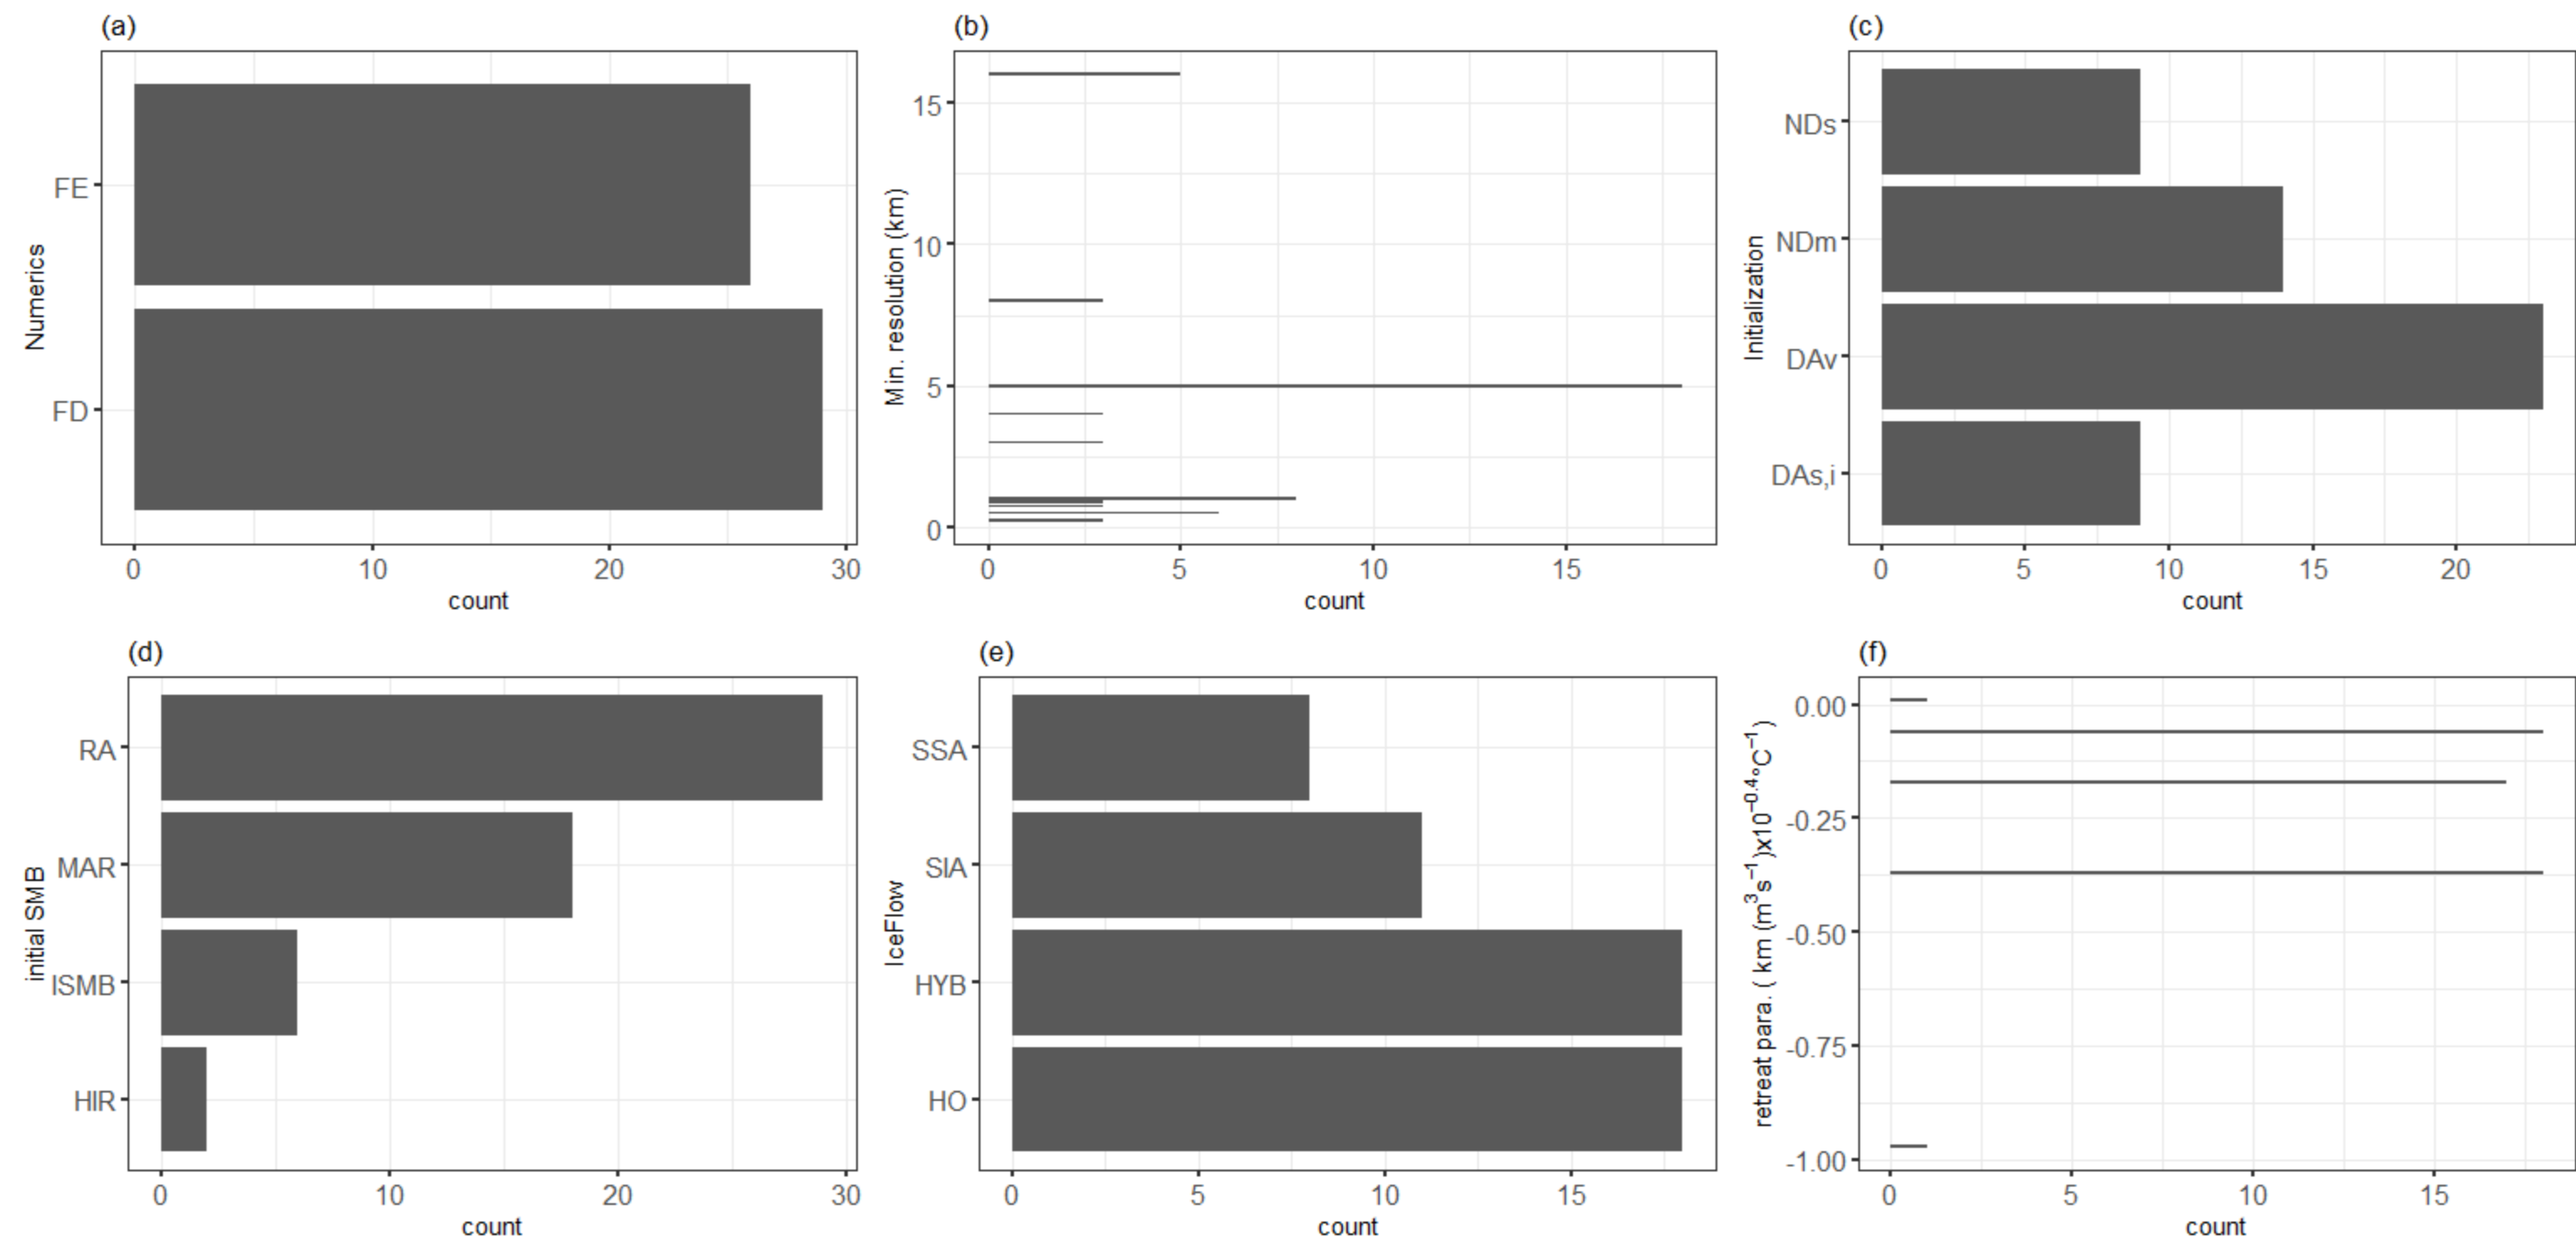 (a)
Numerics
FE
FD
0 10 20 30
count
(b)
Min. resolution (km)
15
10
5
0
0 5 10 15
count
(c)
Initialization
NDs
NDm
DAv
DAs,i
0 5 10 15 20
count
(d)
initial SMB
RA
MAR
ISMB
HIR
0 10 20 30
count
(e)
IceFlow
SSA
SIA
HYB
HO
0 5 10 15
count
(f)
retreat para. ( km (m³s⁻¹)x10⁻⁰·⁴°C⁻¹)
0.00
-0.25
-0.50
-0.75
-1.00
0 5 10 15
count